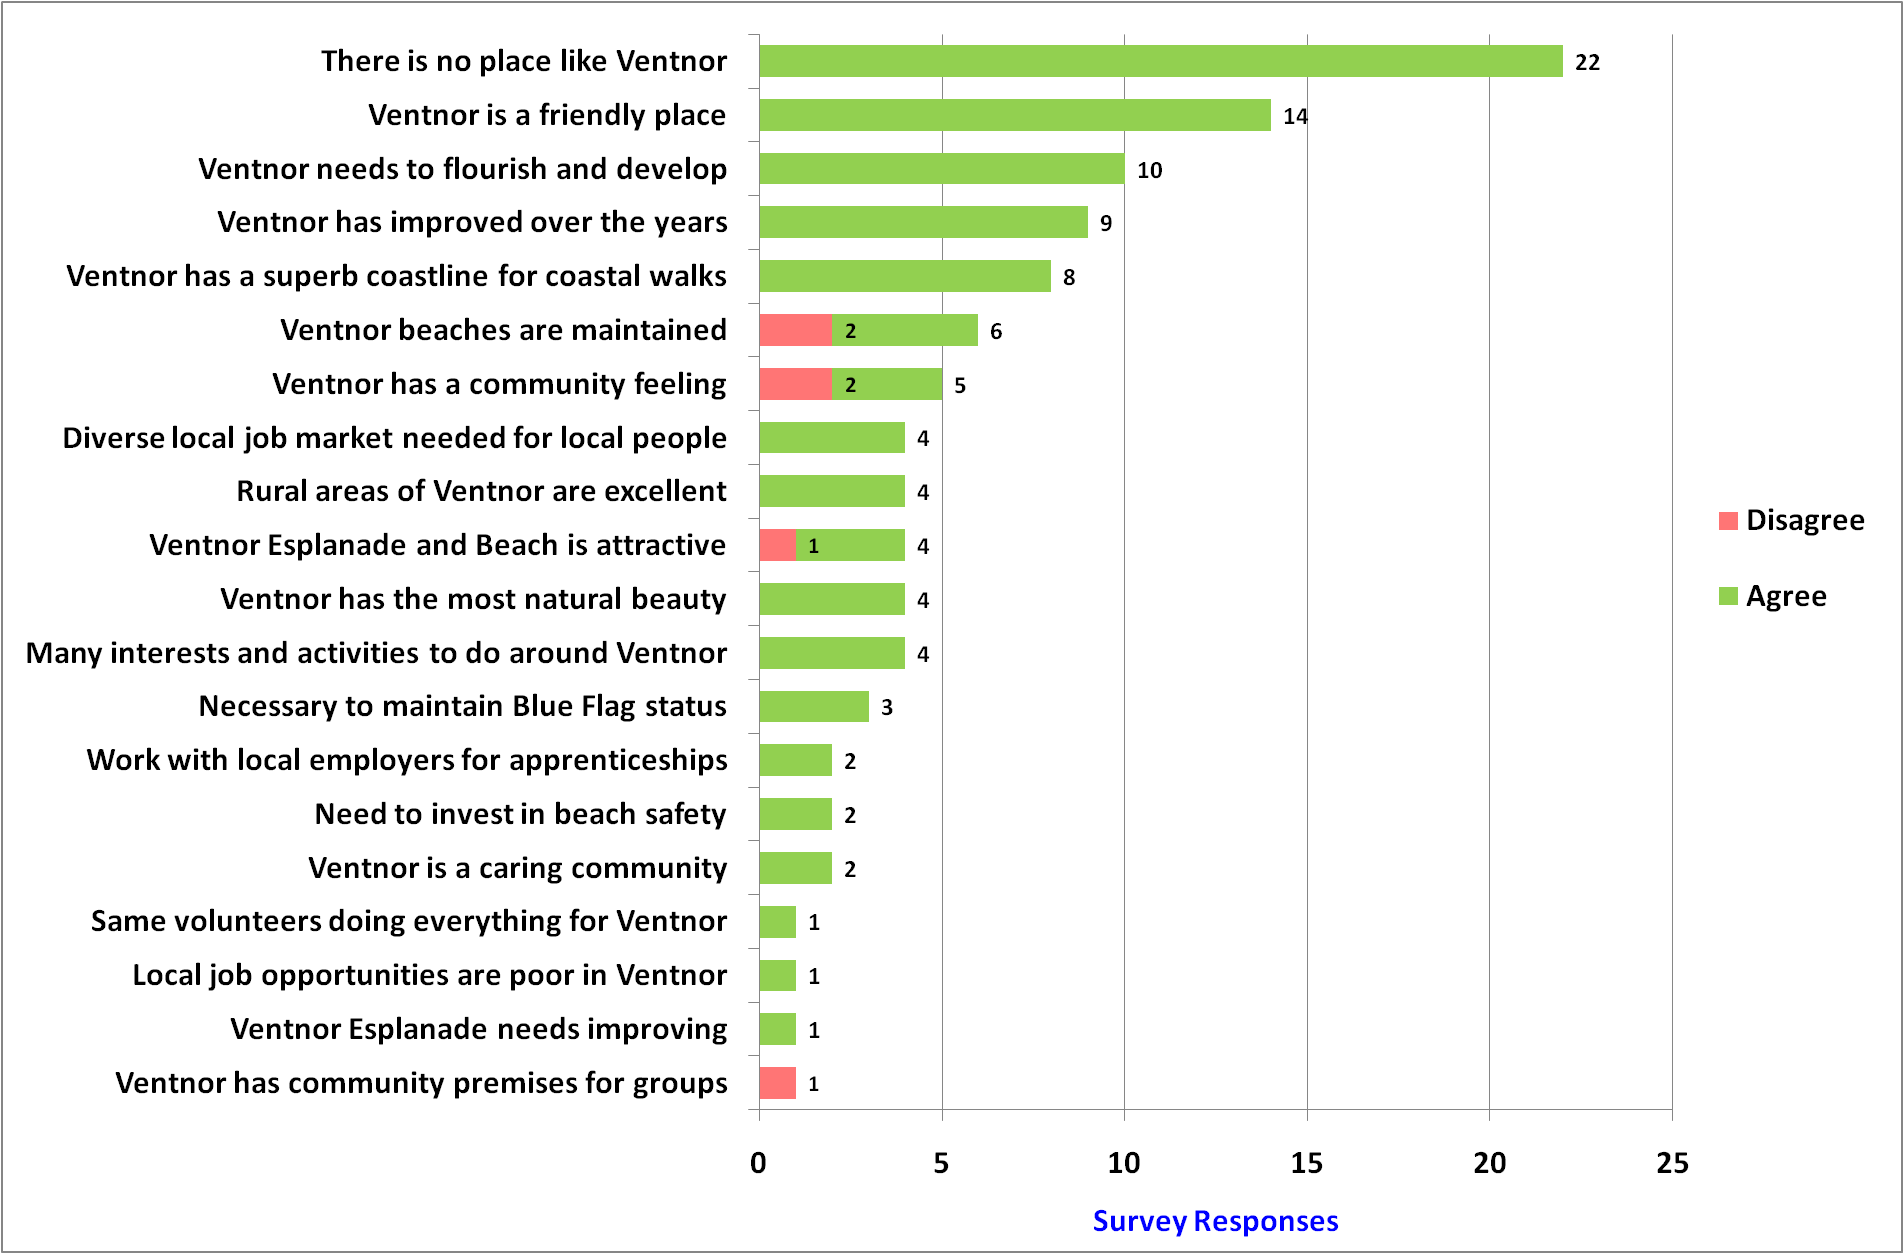 There is no place like Ventnor 22
Ventnor is a friendly place 14
Ventnor needs to flourish and develop 10
Ventnor has improved over the years 9
Ventnor has a superb coastline for coastal walks 8
Ventnor beaches are maintained 2 6
Ventnor has a community feeling 2 5
Diverse local job market needed for local people 4
Rural areas of Ventnor are excellent 4
Ventnor Esplanade and Beach is attractive 1 4
Ventnor has the most natural beauty 4
Many interests and activities to do around Ventnor 4
Necessary to maintain Blue Flag status 3
Work with local employers for apprenticeships 2
Need to invest in beach safety 2
Ventnor is a caring community 2
Same volunteers doing everything for Ventnor 1
Local job opportunities are poor in Ventnor 1
Ventnor Esplanade needs improving 1
Ventnor has community premises for groups 1
0 5 10 15 20 25
Survey Responses
Disagree
Agree